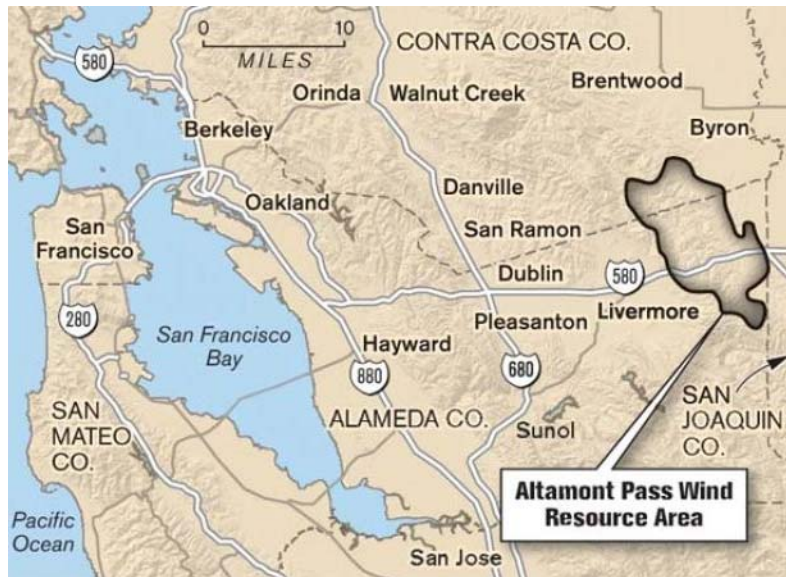 580
0
10
MILES
CONTRA COSTA CO.
Orinda
Walnut Creek
Brentwood
Berkeley
Byron
Danville
Oakland
San Ramon
San
Francisco
Dublin
580
280
San Francisco
Bay
Pleasanton
Livermore
Hayward
880
680
SAN
MATEO
CO.
ALAMEDA CO.
Sunol
SAN
JOAQUIN
CO.
Altamont Pass Wind
Resource Area
Pacific
Ocean
San Jose